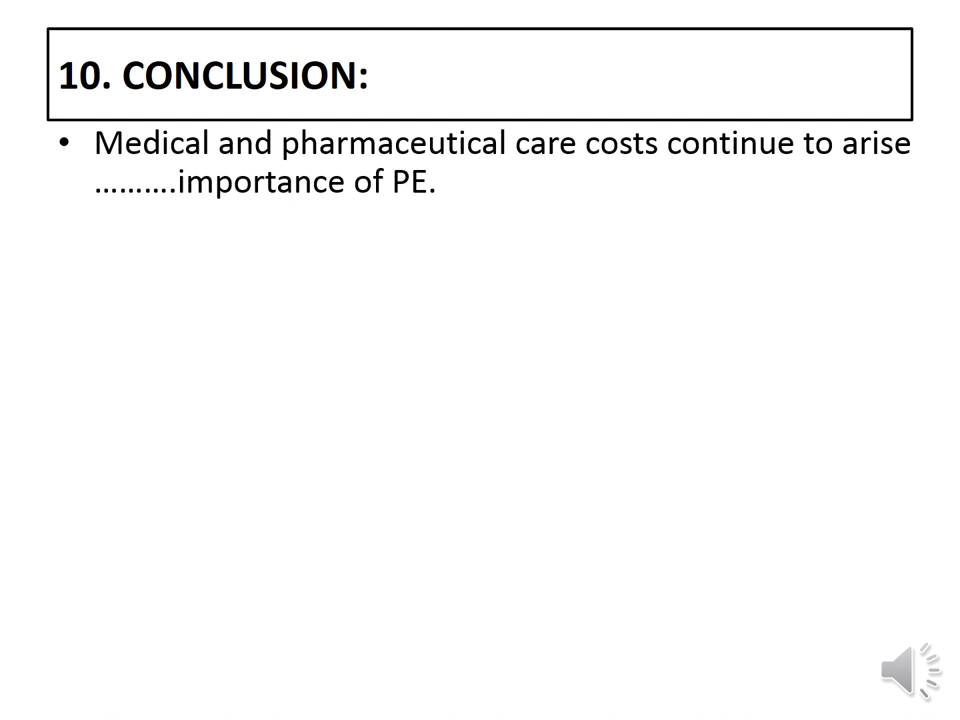 10. CONCLUSION:
• Medical and pharmaceutical care costs continue to arise
……….importance of PE.